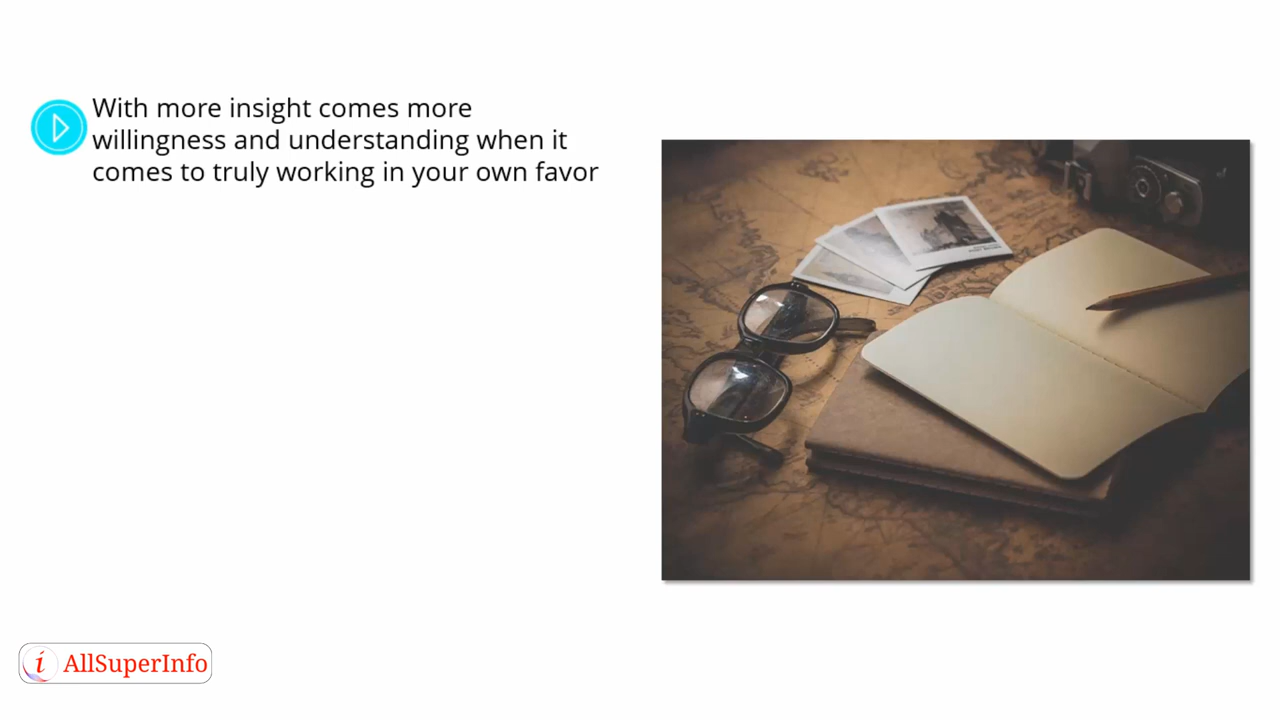 With more insight comes more
willingness and understanding when it
comes to truly working in your own favor
i AllSuperInfo